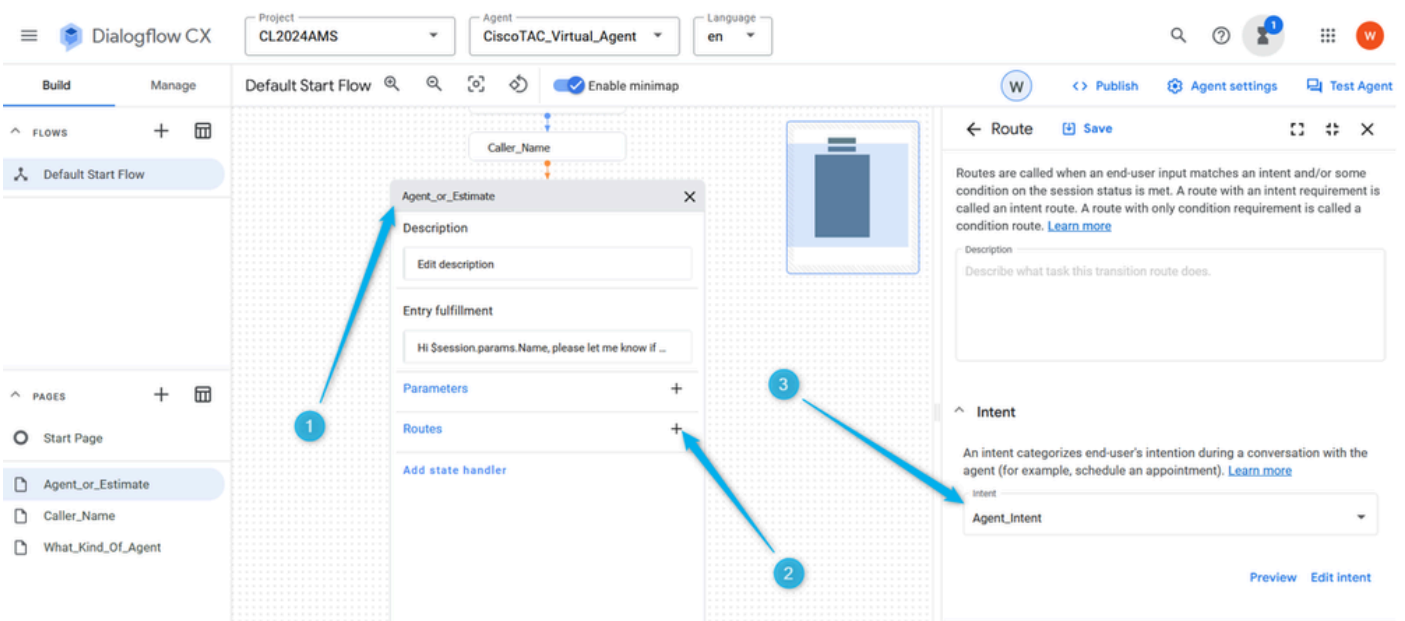 Dialogflow CX
Project
CL2024AMS
Agent
CiscoTAC_Virtual_Agent
Language
en
1
W
Build
Manage
Default Start Flow
Enable minimap
W
<> Publish
Agent settings
Test Agent
FLOWS
Default Start Flow
PAGES
Start Page
Agent_or_Estimate
Caller_Name
What_Kind_Of_Agent
Caller_Name
Agent_or_Estimate
Description
Edit description
Entry fulfillment
Hi $session.params.Name, please let me know if ...
Parameters
Routes
Add state handler
1
2
3
Route
Save
Routes are called when an end-user input matches an intent and/or some
condition on the session status is met. A route with an intent requirement is
called an intent route. A route with only condition requirement is called a
condition route. Learn more
Description
Describe what task this transition route does.
Intent
An intent categorizes end-user's intention during a conversation with the
agent (for example, schedule an appointment). Learn more
Intent
Agent_Intent
Preview
Edit intent